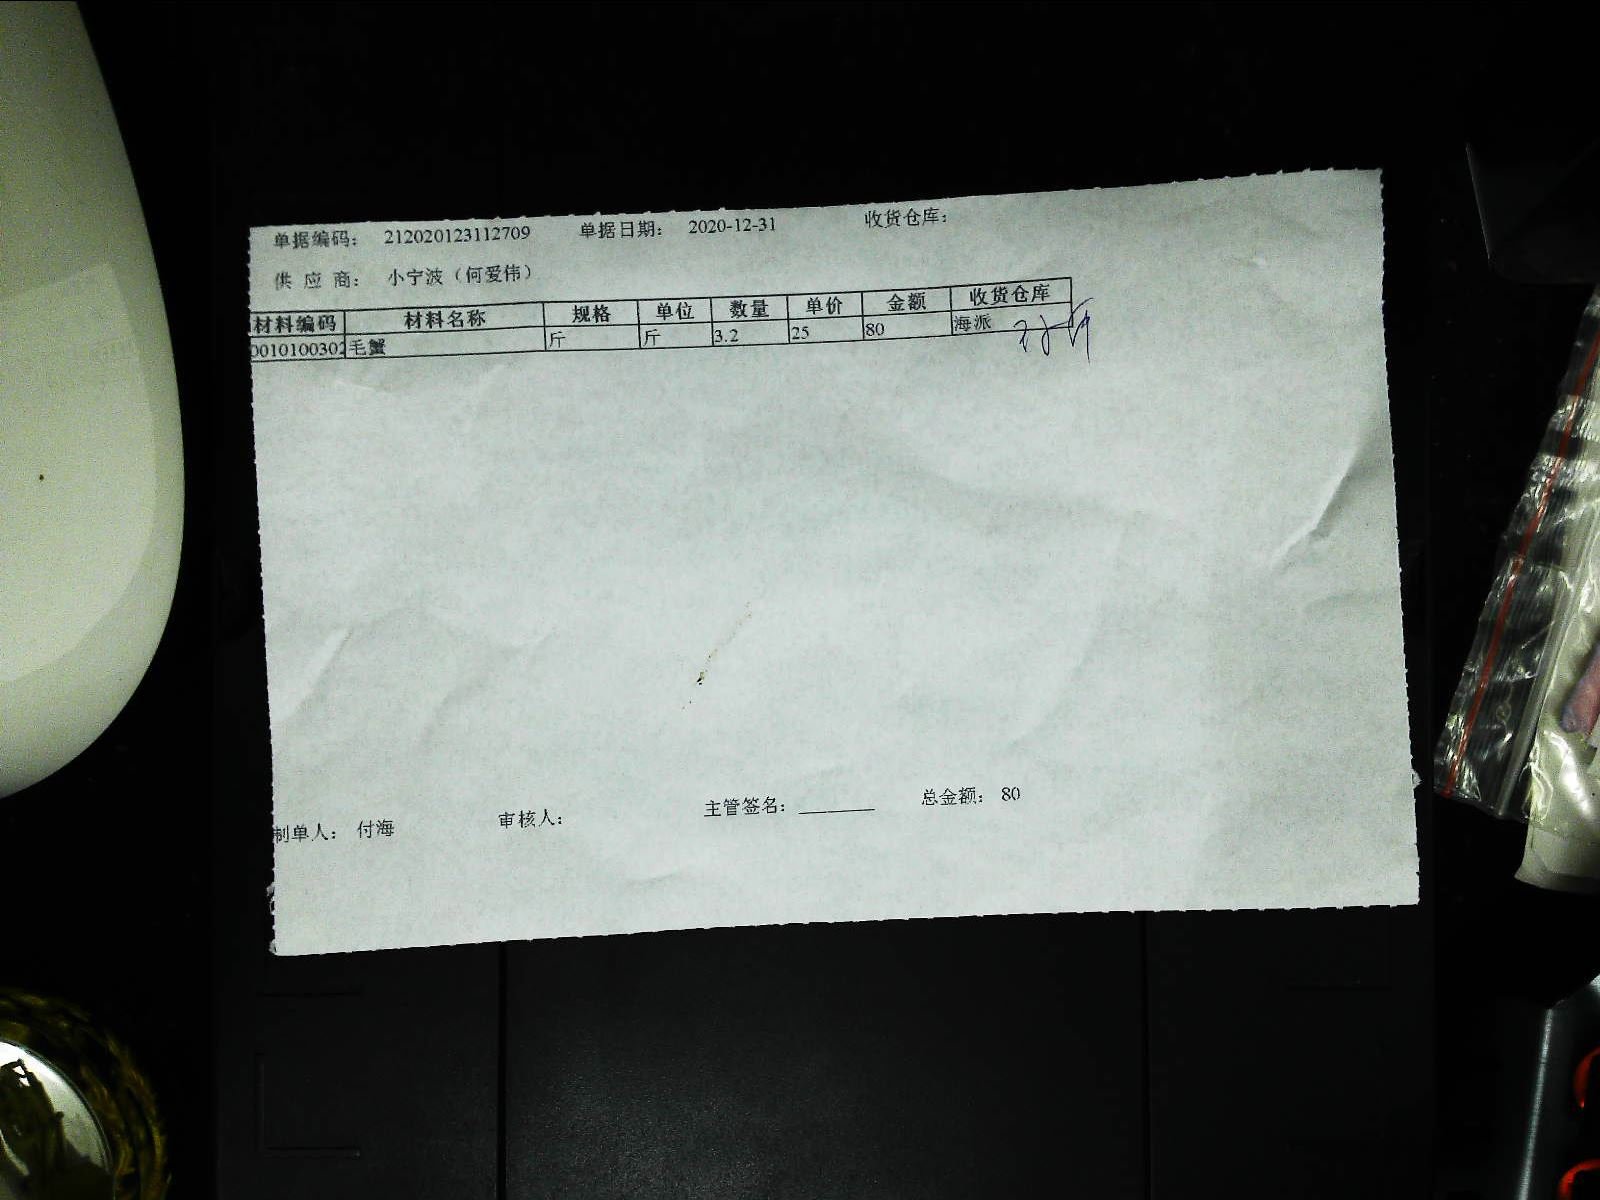 单据编码： 212020123112709 单据日期： 2020-12-31 收货仓库：
供 应 商： 小宁波（何爱伟）
材料编码 材料名称 规格 单位 数量 单价 金额 收货仓库
0010100302 毛蟹 斤 斤 3.2 25 80 海派
制单人： 付海 审核人： 主管签名： ________ 总金额： 80